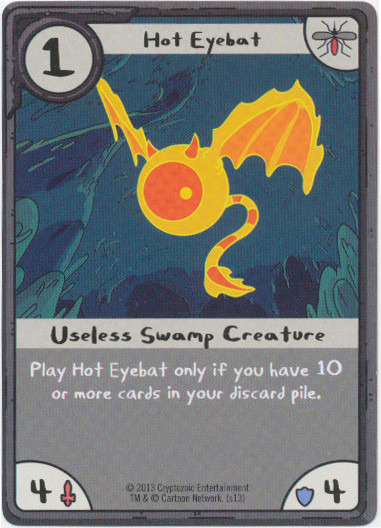 1
Hot Eyebat
Useless Swamp Creature
Play Hot Eyebat only if you have 10
or more cards in your discard pile.
4
© 2013 Cryptozoic Entertainment
TM & © Cartoon Network. (s13)
4